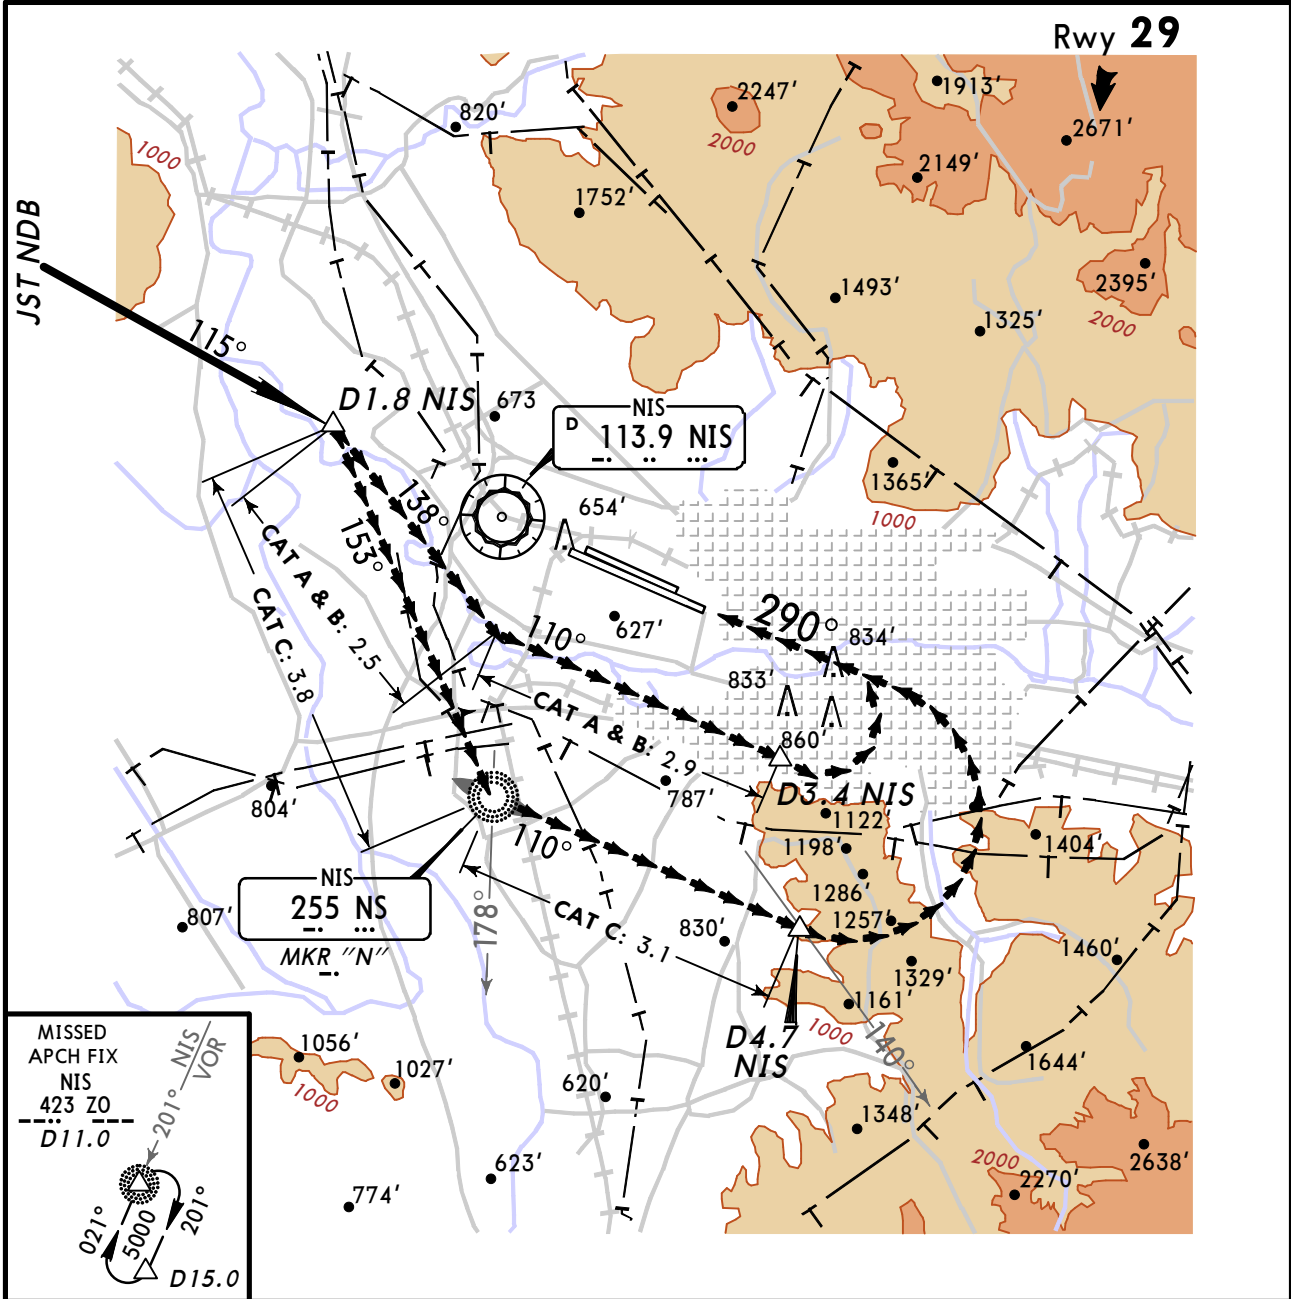 Rwy 29
1913'
2247'
820'
2671'
1000
2000
2149'
1752'
JST NDB
2395'
1493'
1325'
2000
115°
D1.8 NIS
673
NIS
D 113.9 NIS
1365'
138°
654'
1000
153°
CAT A & B: 2.5
CAT C: 3.8
290°
627'
110°
834'
833'
CAT A & B: 2.9
860'
804'
787'
D3.4 NIS
1122'
1404'
110°
1198'
NIS
255 NS
MKR "N"
1286'
178°
CAT C: 3.1
1257'
807'
830'
1460'
1329'
1161'
D4.7
NIS
1000
140°
MISSED
APCH FIX
NIS
423 ZO
D11.0
NIS
VOR
201°
1056'
1027'
1000
1644'
620'
1348'
2638'
2000
2270'
623'
774'
021°
5000
201°
D15.0